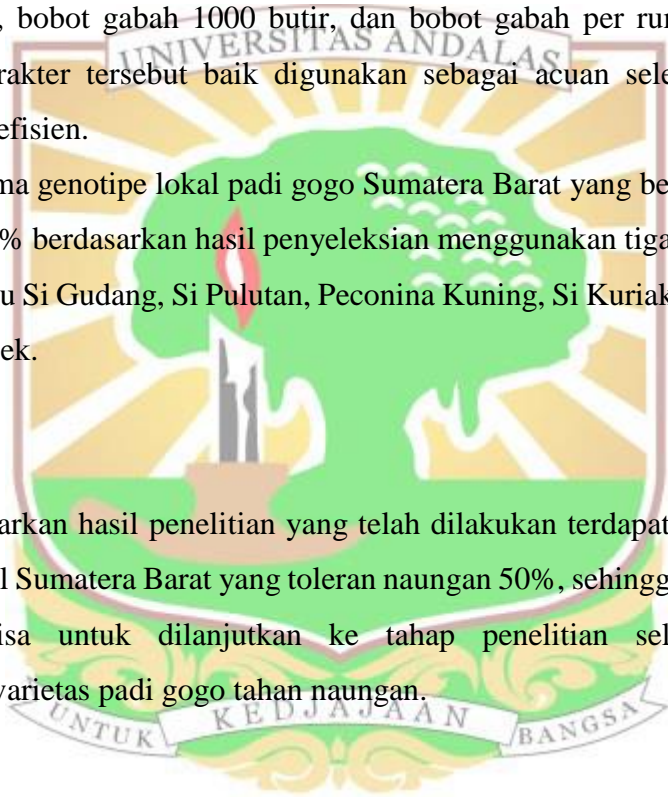 , bobot gabah 1000 butir, dan bobot gabah per rum
UNIVERSITAS ANDALAS
rakter tersebut baik digunakan sebagai acuan sele
efisien.
ma genotipe lokal padi gogo Sumatera Barat yang be
% berdasarkan hasil penyeleksian menggunakan tiga
u Si Gudang, Si Pulutan, Peconina Kuning, Si Kuriak
ek.
arkan hasil penelitian yang telah dilakukan terdapat
l Sumatera Barat yang toleran naungan 50%, sehingg
isa untuk dilanjutkan ke tahap penelitian sel
varietas padi gogo tahan naungan.
UNTUK KEDJAJAAN BANGSA